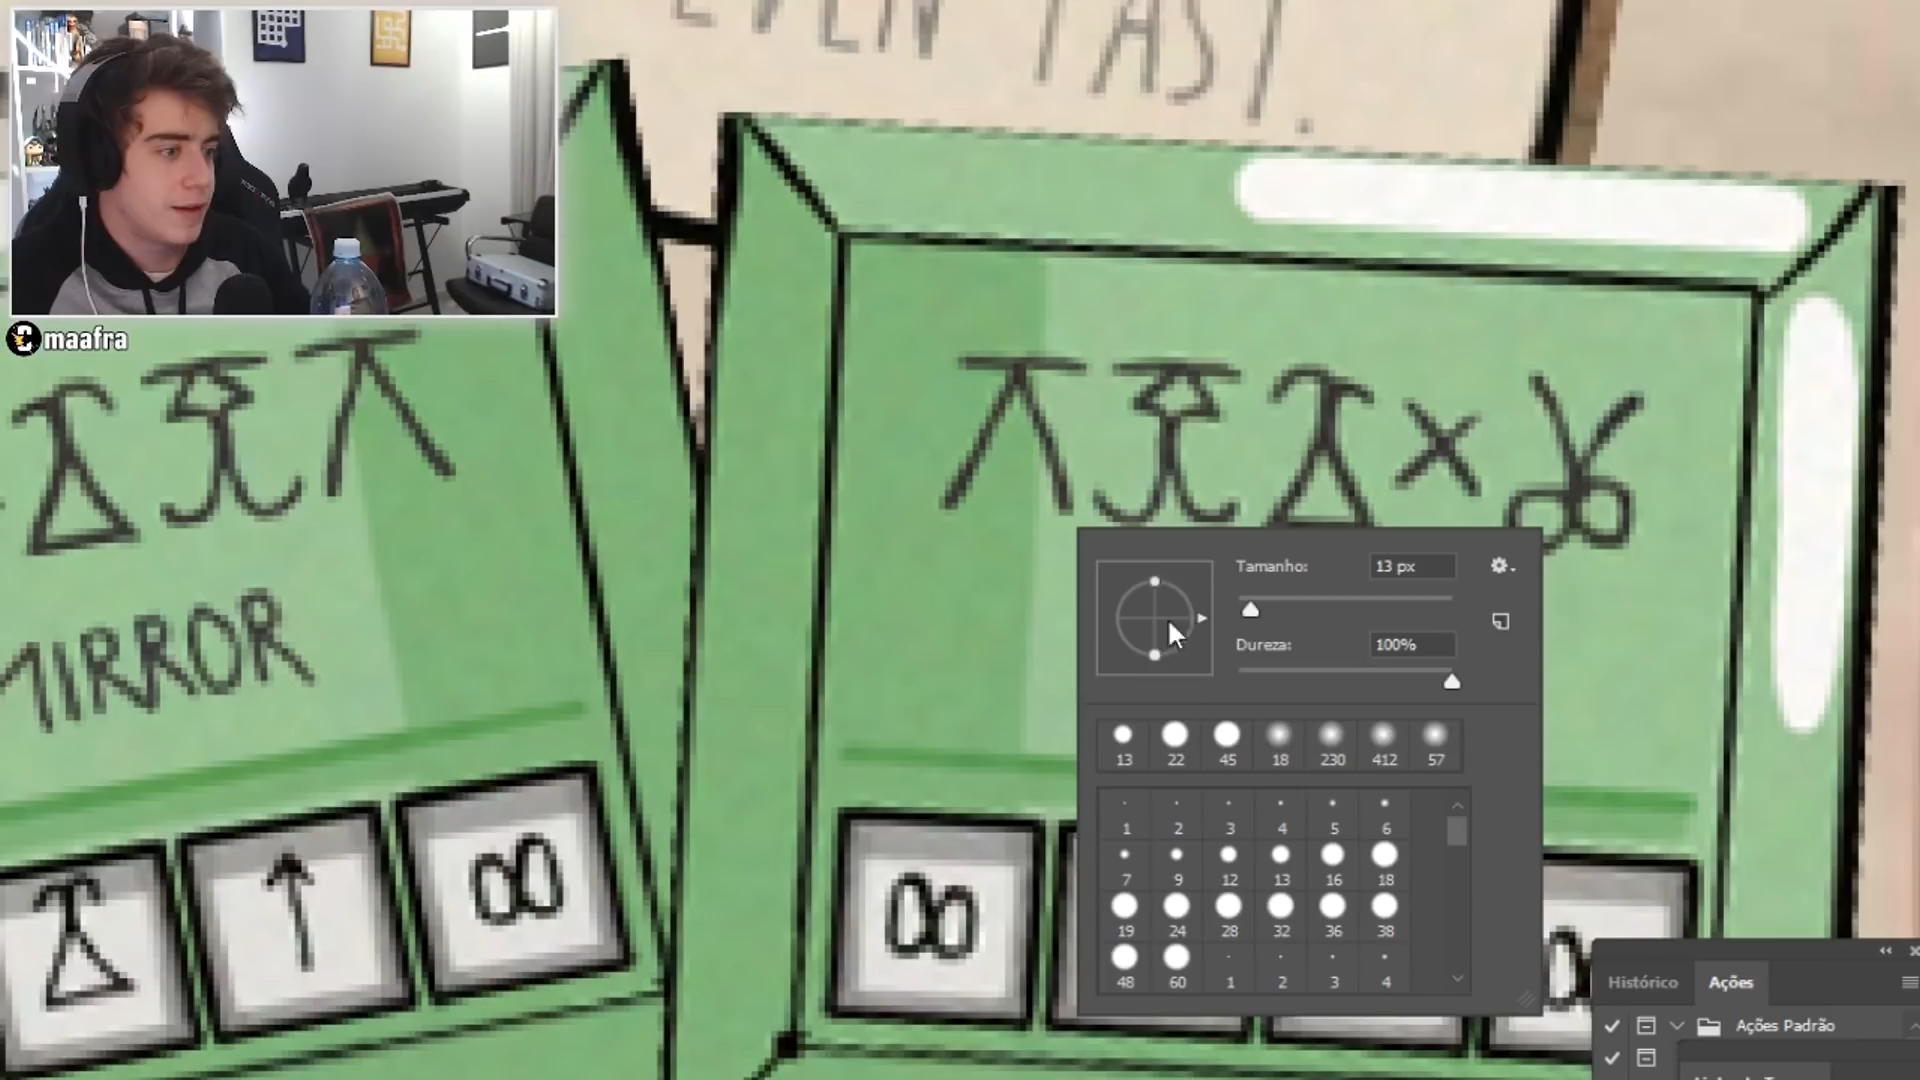 EVEN FAST.
maafra
MIRROR
Tamanho: 13 px
Dureza: 100%
13 22 45 18 230 412 57
1 2 3 4 5 6
7 9 12 13 16 18
19 24 28 32 36 38
48 60 1 2 3 4
Histórico Ações
Ações Padrão